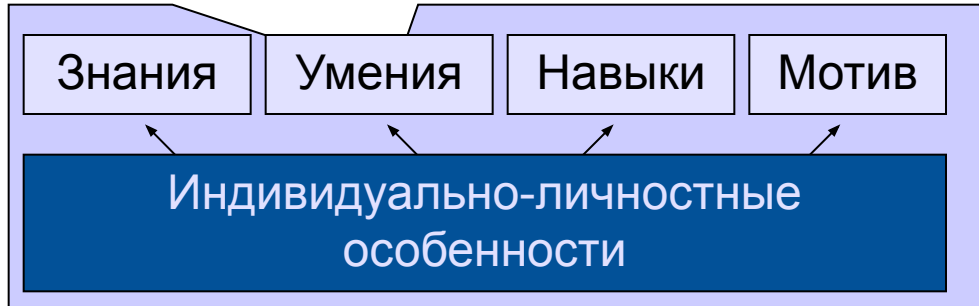 Знания Умения Навыки Мотив
Индивидуально-личностные
особенности